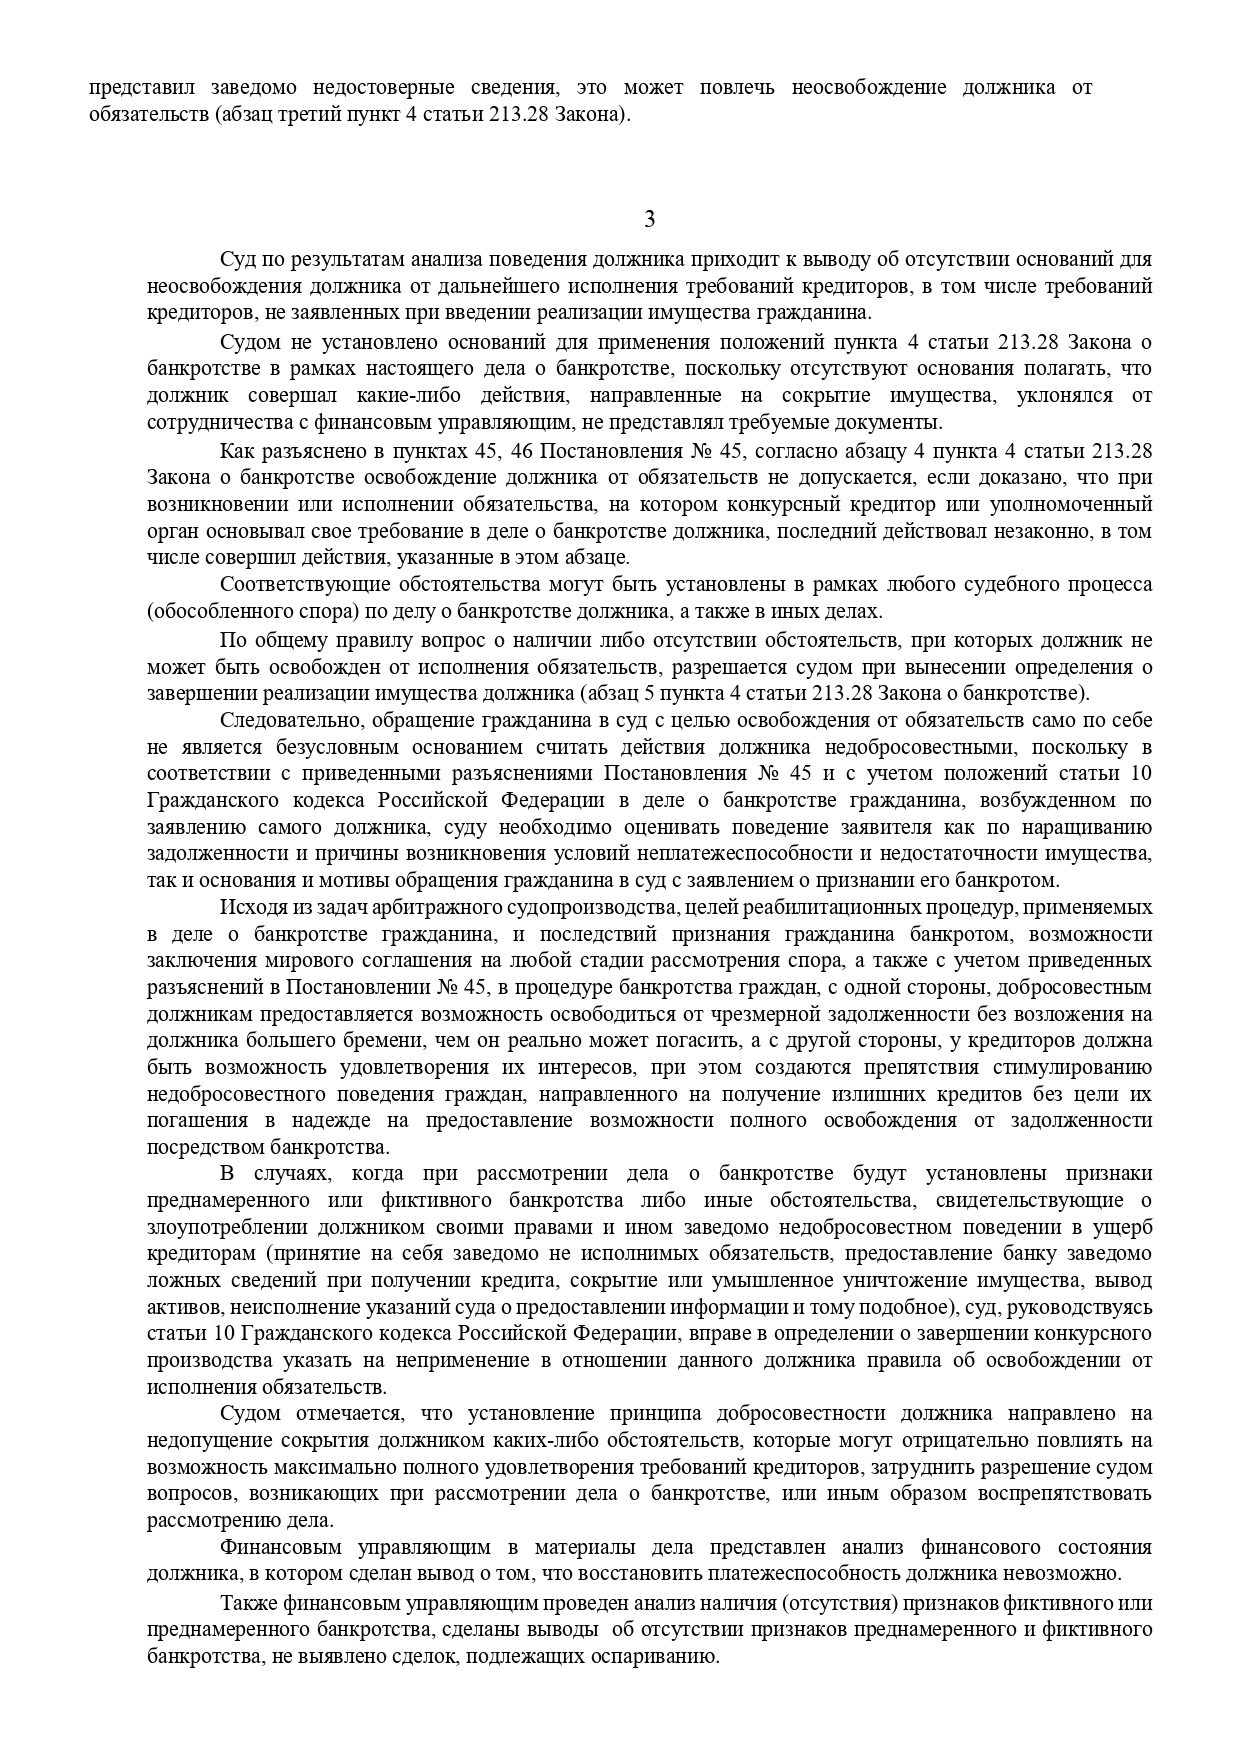 представил заведомо недостоверные сведения, это может повлечь неосвобождение должника от
обязательств (абзац третий пункт 4 статьи 213.28 Закона).
3
Суд по результатам анализа поведения должника приходит к выводу об отсутствии оснований для
неосвобождения должника от дальнейшего исполнения требований кредиторов, в том числе требований
кредиторов, не заявленных при введении реализации имущества гражданина.
Судом не установлено оснований для применения положений пункта 4 статьи 213.28 Закона о
банкротстве в рамках настоящего дела о банкротстве, поскольку отсутствуют основания полагать, что
должник совершал какие-либо действия, направленные на сокрытие имущества, уклонялся от
сотрудничества с финансовым управляющим, не представлял требуемые документы.
Как разъяснено в пунктах 45, 46 Постановления № 45, согласно абзацу 4 пункта 4 статьи 213.28
Закона о банкротстве освобождение должника от обязательств не допускается, если доказано, что при
возникновении или исполнении обязательства, на котором конкурсный кредитор или уполномоченный
орган основывал свое требование в деле о банкротстве должника, последний действовал незаконно, в том
числе совершил действия, указанные в этом абзаце.
Соответствующие обстоятельства могут быть установлены в рамках любого судебного процесса
(обособленного спора) по делу о банкротстве должника, а также в иных делах.
По общему правилу вопрос о наличии либо отсутствии обстоятельств, при которых должник не
может быть освобожден от исполнения обязательств, разрешается судом при вынесении определения о
завершении реализации имущества должника (абзац 5 пункта 4 статьи 213.28 Закона о банкротстве).
Следовательно, обращение гражданина в суд с целью освобождения от обязательств само по себе
не является безусловным основанием считать действия должника недобросовестными, поскольку в
соответствии с приведенными разъяснениями Постановления № 45 и с учетом положений статьи 10
Гражданского кодекса Российской Федерации в деле о банкротстве гражданина, возбужденном по
заявлению самого должника, суду необходимо оценивать поведение заявителя как по наращиванию
задолженности и причины возникновения условий неплатежеспособности и недостаточности имущества,
так и основания и мотивы обращения гражданина в суд с заявлением о признании его банкротом.
Исходя из задач арбитражного судопроизводства, целей реабилитационных процедур, применяемых
в деле о банкротстве гражданина, и последствий признания гражданина банкротом, возможности
заключения мирового соглашения на любой стадии рассмотрения спора, а также с учетом приведенных
разъяснений в Постановлении № 45, в процедуре банкротства граждан, с одной стороны, добросовестным
должникам предоставляется возможность освободиться от чрезмерной задолженности без возложения на
должника большего бремени, чем он реально может погасить, а с другой стороны, у кредиторов должна
быть возможность удовлетворения их интересов, при этом создаются препятствия стимулированию
недобросовестного поведения граждан, направленного на получение излишних кредитов без цели их
погашения в надежде на предоставление возможности полного освобождения от задолженности
посредством банкротства.
В случаях, когда при рассмотрении дела о банкротстве будут установлены признаки
преднамеренного или фиктивного банкротства либо иные обстоятельства, свидетельствующие о
злоупотреблении должником своими правами и ином заведомо недобросовестном поведении в ущерб
кредиторам (принятие на себя заведомо не исполнимых обязательств, предоставление банку заведомо
ложных сведений при получении кредита, сокрытие или умышленное уничтожение имущества, вывод
активов, неисполнение указаний суда о предоставлении информации и тому подобное), суд, руководствуясь
статьи 10 Гражданского кодекса Российской Федерации, вправе в определении о завершении конкурсного
производства указать на неприменение в отношении данного должника правила об освобождении от
исполнения обязательств.
Судом отмечается, что установление принципа добросовестности должника направлено на
недопущение сокрытия должником каких-либо обстоятельств, которые могут отрицательно повлиять на
возможность максимально полного удовлетворения требований кредиторов, затруднить разрешение судом
вопросов, возникающих при рассмотрении дела о банкротстве, или иным образом воспрепятствовать
рассмотрению дела.
Финансовым управляющим в материалы дела представлен анализ финансового состояния
должника, в котором сделан вывод о том, что восстановить платежеспособность должника невозможно.
Также финансовым управляющим проведен анализ наличия (отсутствия) признаков фиктивного или
преднамеренного банкротства, сделаны выводы об отсутствии признаков преднамеренного и фиктивного
банкротства, не выявлено сделок, подлежащих оспариванию.